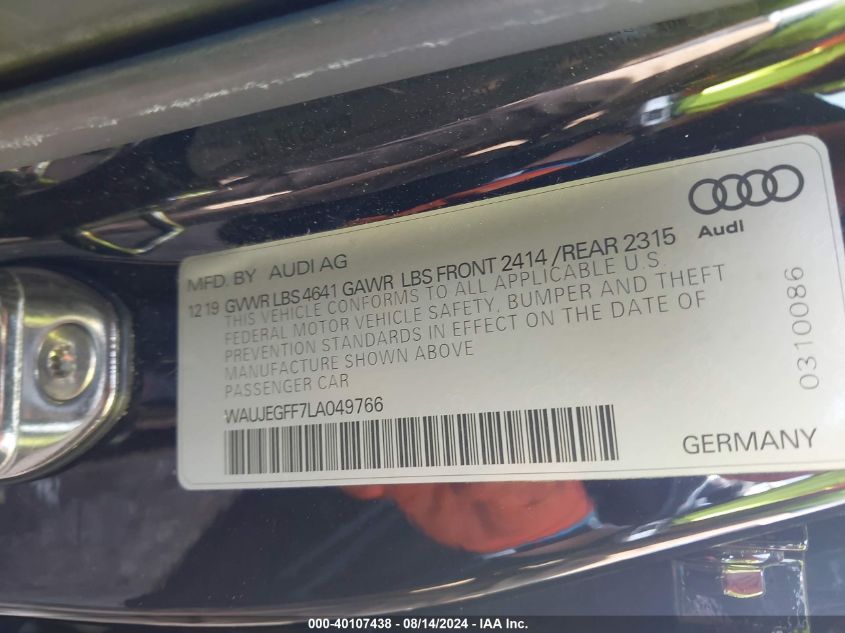 Audi
MFD. BY AUDI AG
12 19 GVWR LBS 4641 GAWR LBS FRONT 2414 /REAR 2315
THIS VEHICLE CONFORMS TO ALL APPLICABLE U.S.
FEDERAL MOTOR VEHICLE SAFETY, BUMPER AND THEFT
PREVENTION STANDARDS IN EFFECT ON THE DATE OF
MANUFACTURE SHOWN ABOVE
PASSENGER CAR
WAUJEGFF7LA049766
GERMANY
0310086
000-40107438 - 08/14/2024 - IAA Inc.